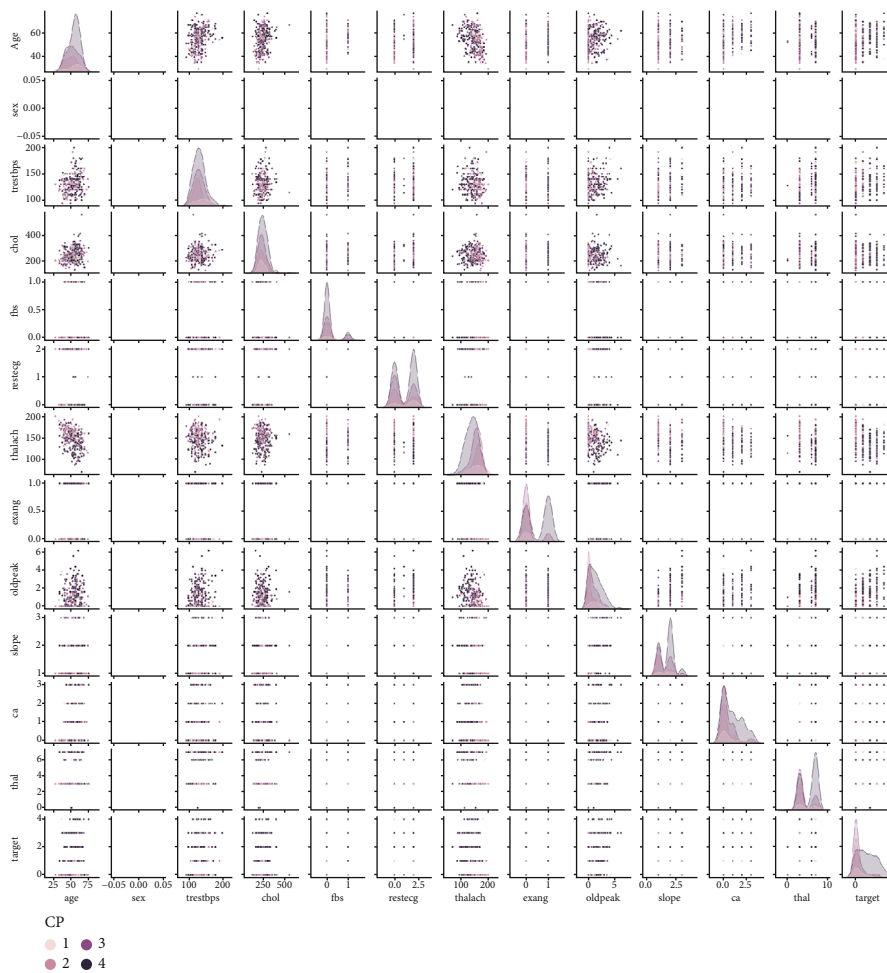 Age
60
40
sex
0.05
0.00
−0.05
trestbps
200
150
100
chol
400
200
fbs
1.0
0.5
0.0
restecg
2
1
0
thalach
200
150
100
exang
1.0
0.5
0.0
oldpeak
6
4
2
0
slope
3
2
1
ca
3
2
1
0
thal
6
4
2
0
target
4
2
0
25 50 75 −0.05 0.00 0.05 100 200 250 500 0 1 0.0 2.5 100 200 0 1 0 5 0.0 2.5 0.0 2.5 0 10 0
age sex trestbps chol fbs restecg thalach exang oldpeak slope ca thal target
CP
1 3
2 4